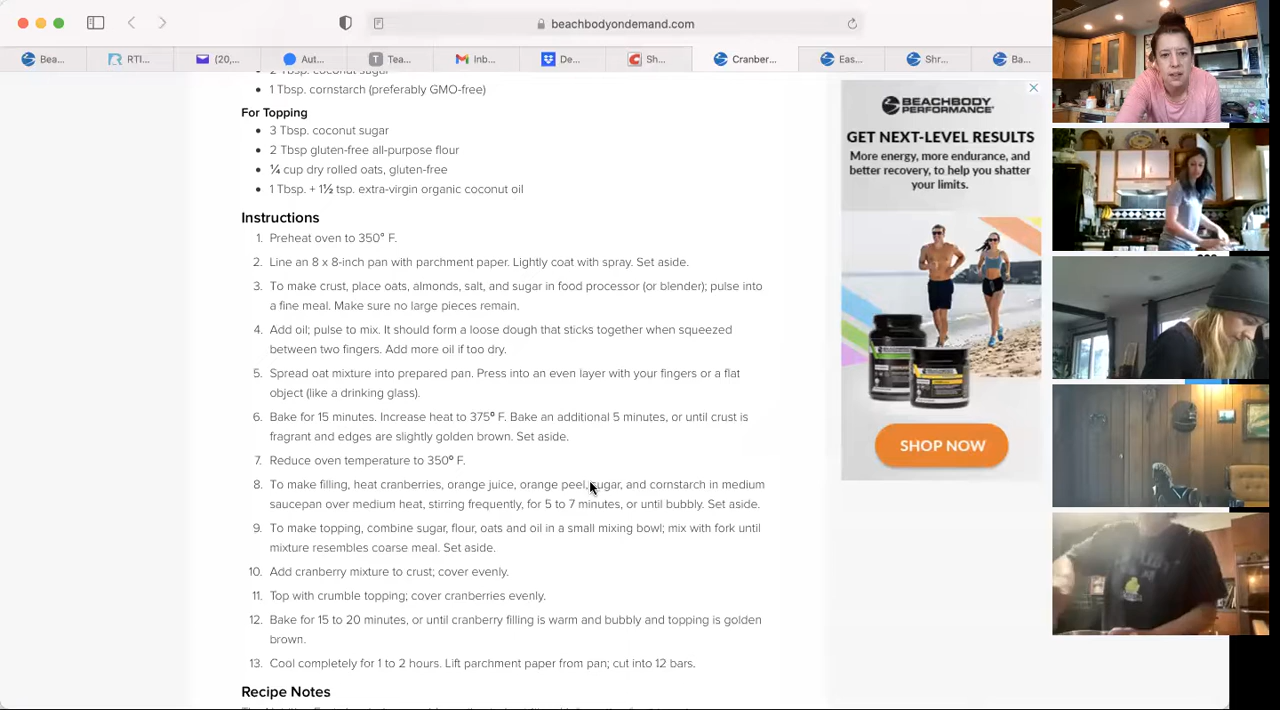 beachbodyondemand.com
Bea...
RTI...
(20,...
Aut...
Tea...
Inb...
De...
Sh...
Cranber...
Eas...
Shr...
Ba...
2 Tbsp. coconut sugar
1 Tbsp. cornstarch (preferably GMO-free)
For Topping
3 Tbsp. coconut sugar
2 Tbsp gluten-free all-purpose flour
¼ cup dry rolled oats, gluten-free
1 Tbsp. + 1½ tsp. extra-virgin organic coconut oil
Instructions
1. Preheat oven to 350° F.
2. Line an 8 x 8-inch pan with parchment paper. Lightly coat with spray. Set aside.
3. To make crust, place oats, almonds, salt, and sugar in food processor (or blender); pulse into
a fine meal. Make sure no large pieces remain.
4. Add oil; pulse to mix. It should form a loose dough that sticks together when squeezed
between two fingers. Add more oil if too dry.
5. Spread oat mixture into prepared pan. Press into an even layer with your fingers or a flat
object (like a drinking glass).
6. Bake for 15 minutes. Increase heat to 375º F. Bake an additional 5 minutes, or until crust is
fragrant and edges are slightly golden brown. Set aside.
7. Reduce oven temperature to 350º F.
8. To make filling, heat cranberries, orange juice, orange peel, sugar, and cornstarch in medium
saucepan over medium heat, stirring frequently, for 5 to 7 minutes, or until bubbly. Set aside.
9. To make topping, combine sugar, flour, oats and oil in a small mixing bowl; mix with fork until
mixture resembles coarse meal. Set aside.
10. Add cranberry mixture to crust; cover evenly.
11. Top with crumble topping; cover cranberries evenly.
12. Bake for 15 to 20 minutes, or until cranberry filling is warm and bubbly and topping is golden
brown.
13. Cool completely for 1 to 2 hours. Lift parchment paper from pan; cut into 12 bars.
Recipe Notes
BEACHBODY
PERFORMANCE
GET NEXT-LEVEL RESULTS
More energy, more endurance, and
better recovery, to help you shatter
your limits.
SHOP NOW